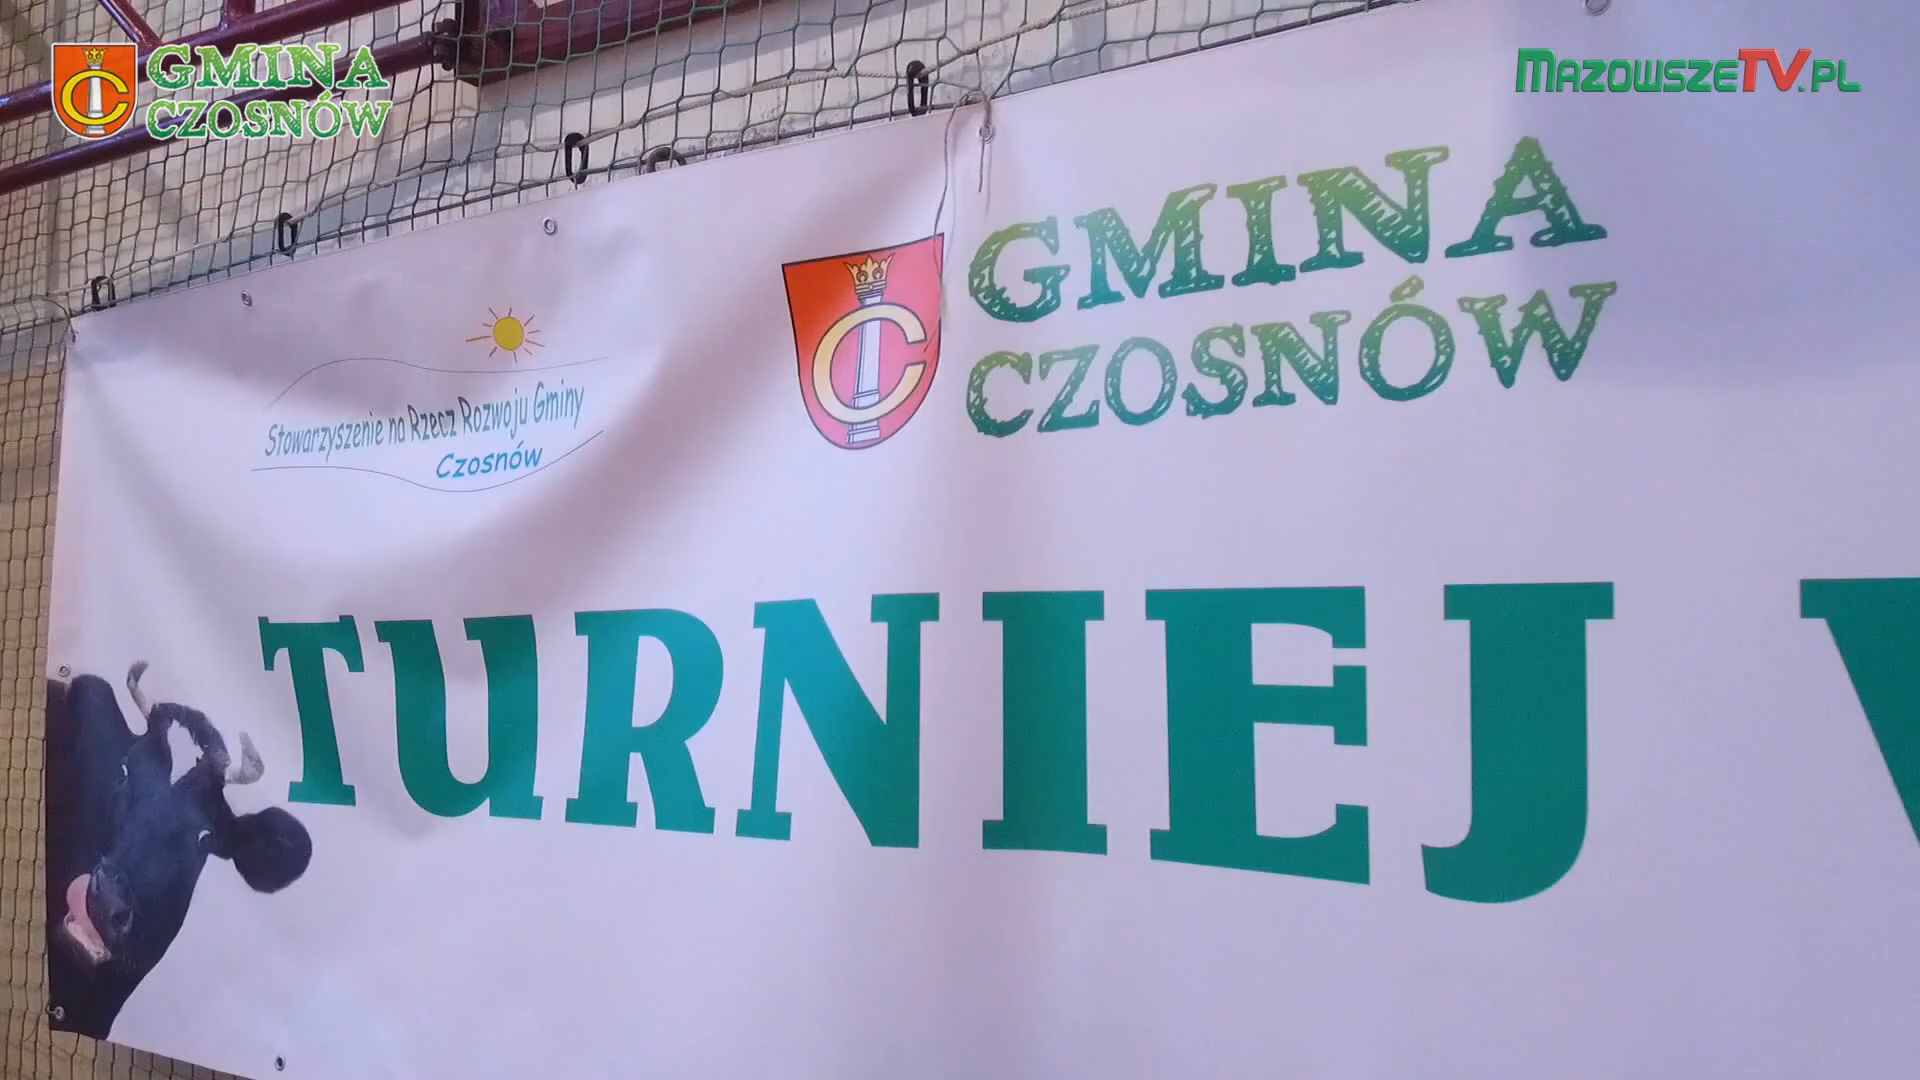 GMINA
CZOSNÓW
MAZOWSZETV.PL
GMINA
CZOSNÓW
Stowarzyszenie na Rzecz Rozwoju Gminy
Czosnów
TURNIEJ